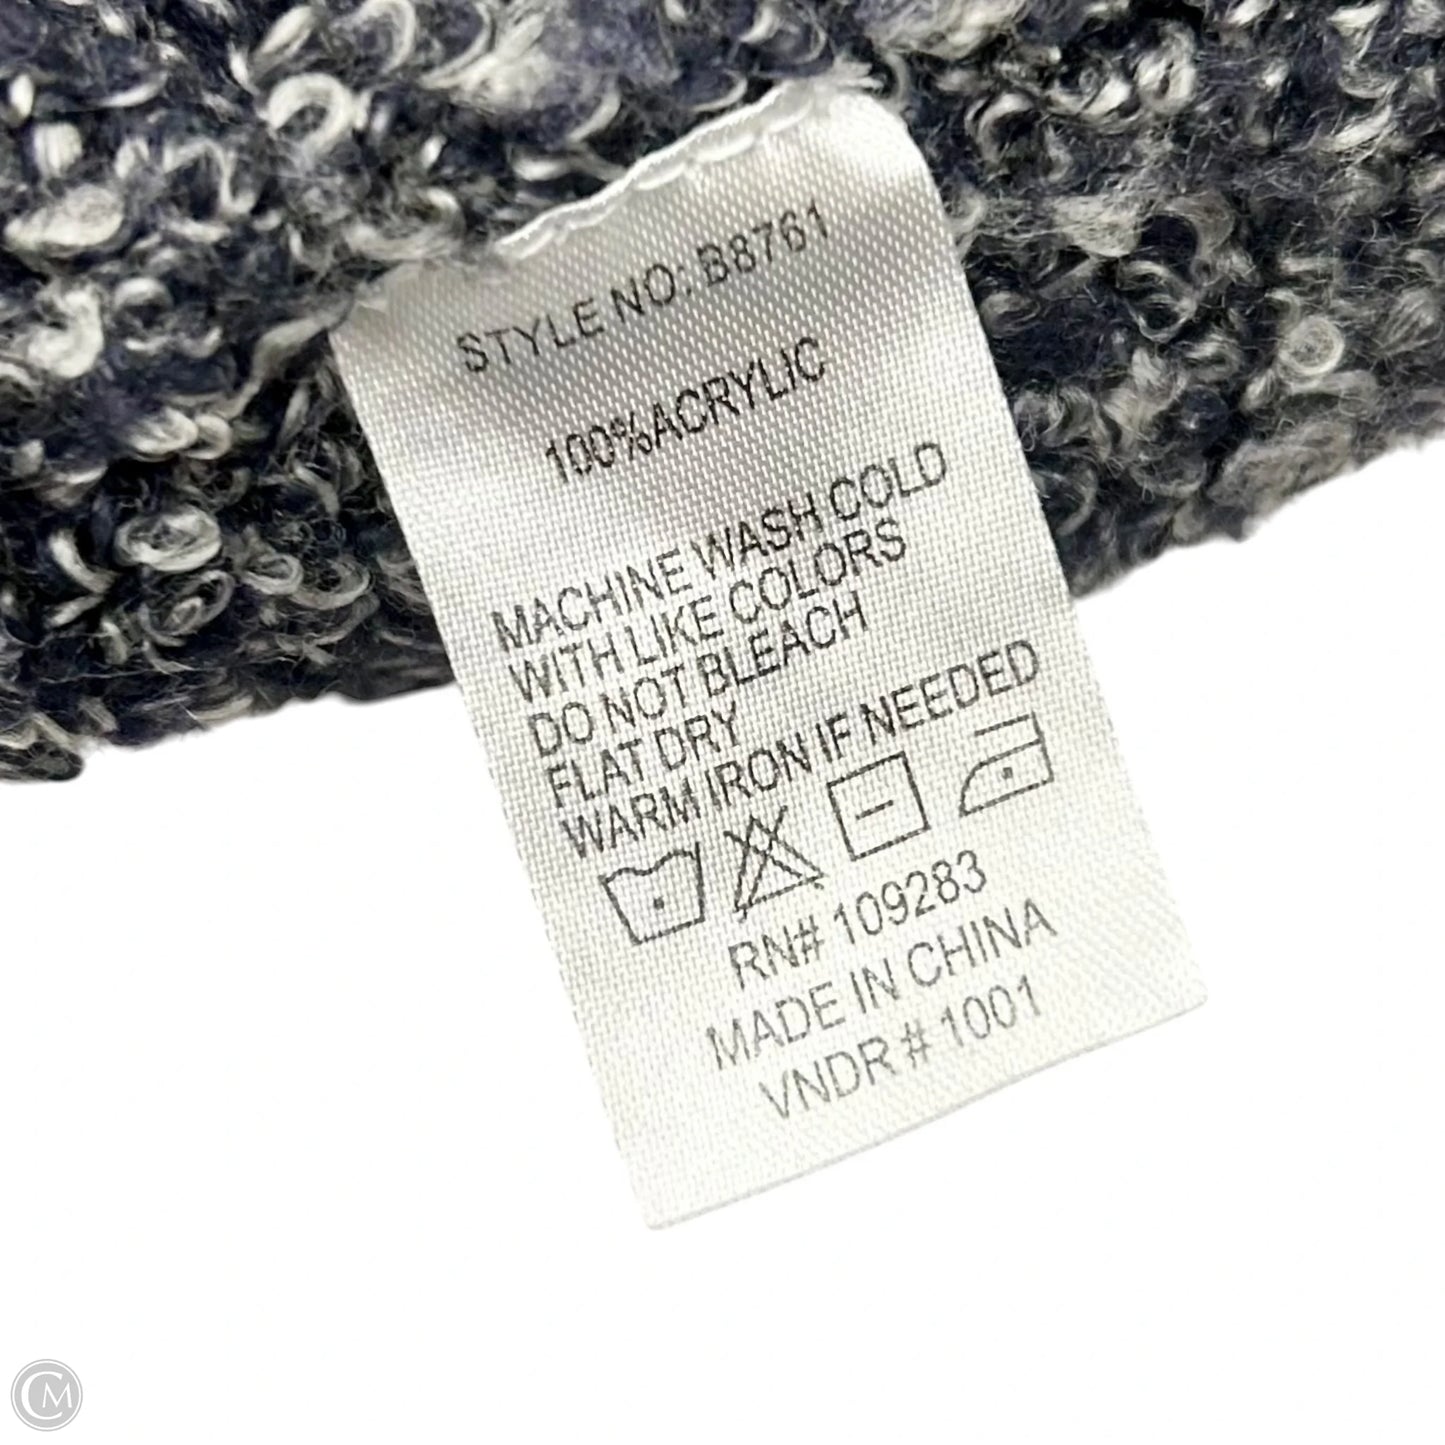 STYLE NO: B8761
100%ACRYLIC
MACHINE WASH COLD
WITH LIKE COLORS
DO NOT BLEACH
FLAT DRY
WARM IRON IF NEEDED
RN# 109283
MADE IN CHINA
VNDR # 1001
CM